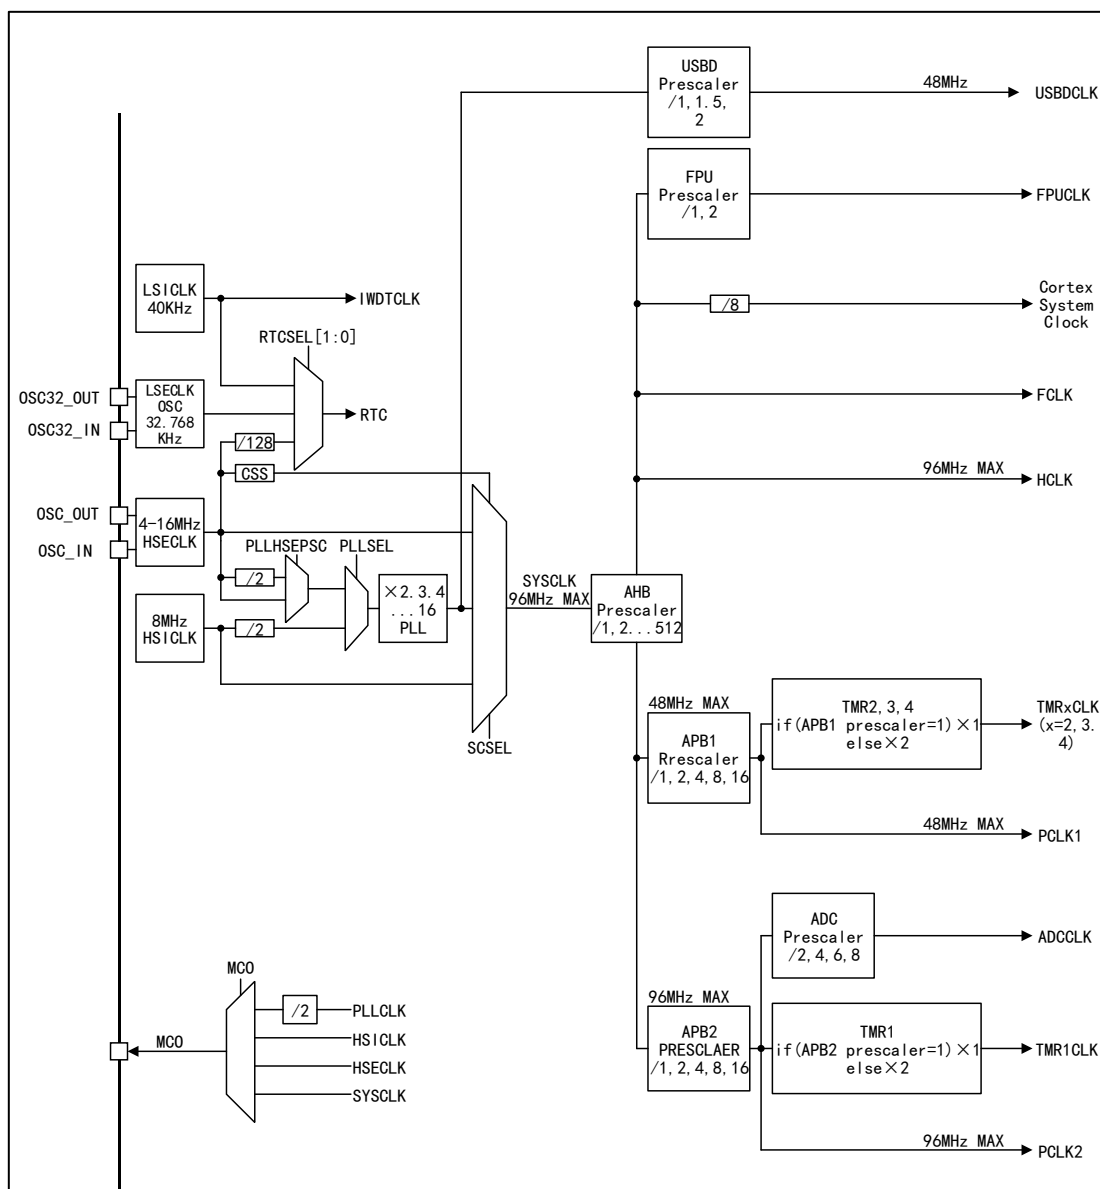 USBD
Prescaler
/1, 1.5,
2
48MHz
USBDCLK
FPU
Prescaler
/1, 2
FPUCLK
LSICLK
40KHz
IWDTCLK
/8
Cortex
System
Clock
RTCSEL[1:0]
OSC32_OUT
OSC32_IN
LSECLK
OSC
32.768
KHz
RTC
FCLK
/128
CSS
96MHz MAX
HCLK
OSC_OUT
OSC_IN
4-16MHz
HSECLK
PLLHSEPSC
PLLSEL
/2
×2.3.4
...16
PLL
SYSCLK
96MHz MAX
AHB
Prescaler
/1, 2...512
8MHz
HSICLK
/2
SCSEL
48MHz MAX
APB1
Rrescaler
/1, 2, 4, 8, 16
TMR2, 3, 4
if(APB1 prescaler=1)×1
else×2
TMRxCLK
(x=2, 3.
4)
48MHz MAX
PCLK1
ADC
Prescaler
/2, 4, 6, 8
ADCCLK
MCO
/2
PLLCLK
HSICLK
HSECLK
SYSCLK
MCO
96MHz MAX
APB2
PRESCLAER
/1, 2, 4, 8, 16
TMR1
if(APB2 prescaler=1)×1
else×2
TMR1CLK
96MHz MAX
PCLK2